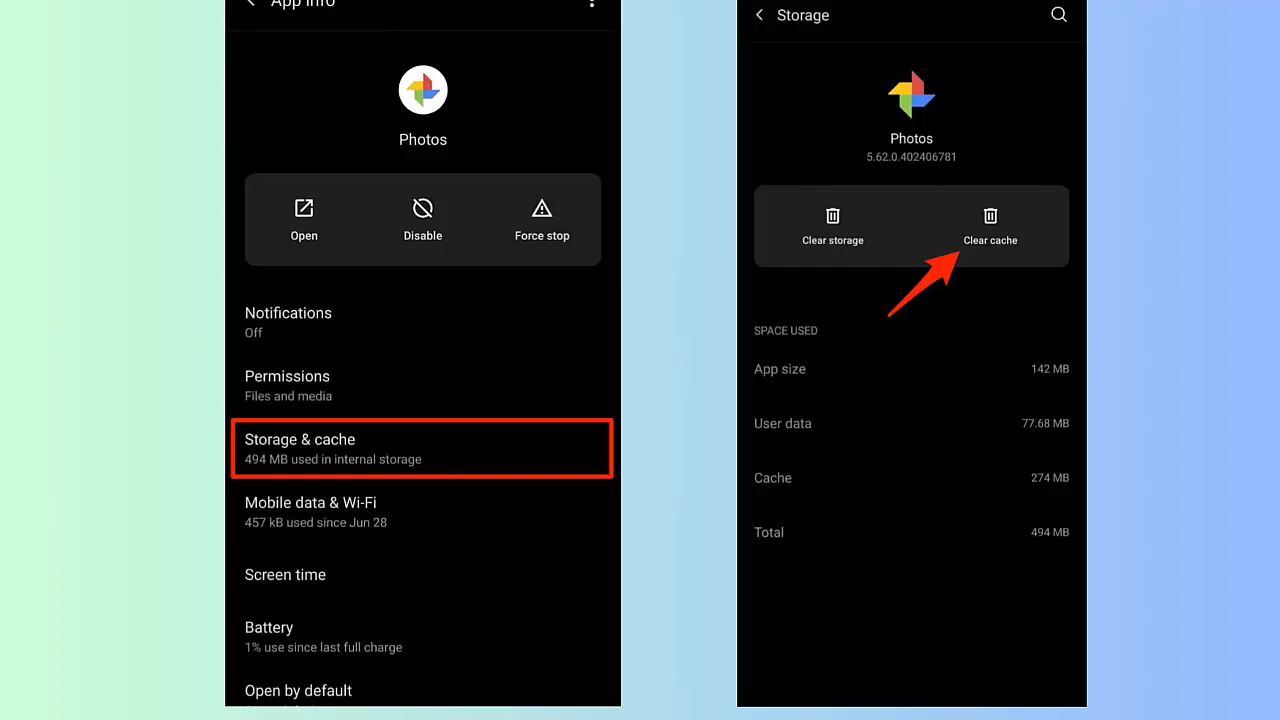 App info
Photos
Open
Disable
Force stop
Notifications
Off
Permissions
Files and media
Storage & cache
494 MB used in internal storage
Mobile data & Wi-Fi
457 kB used since Jun 28
Screen time
Battery
1% use since last full charge
Open by default
Storage
Photos
5.62.0.402406781
Clear storage
Clear cache
SPACE USED
App size 142 MB
User data 77.68 MB
Cache 274 MB
Total 494 MB